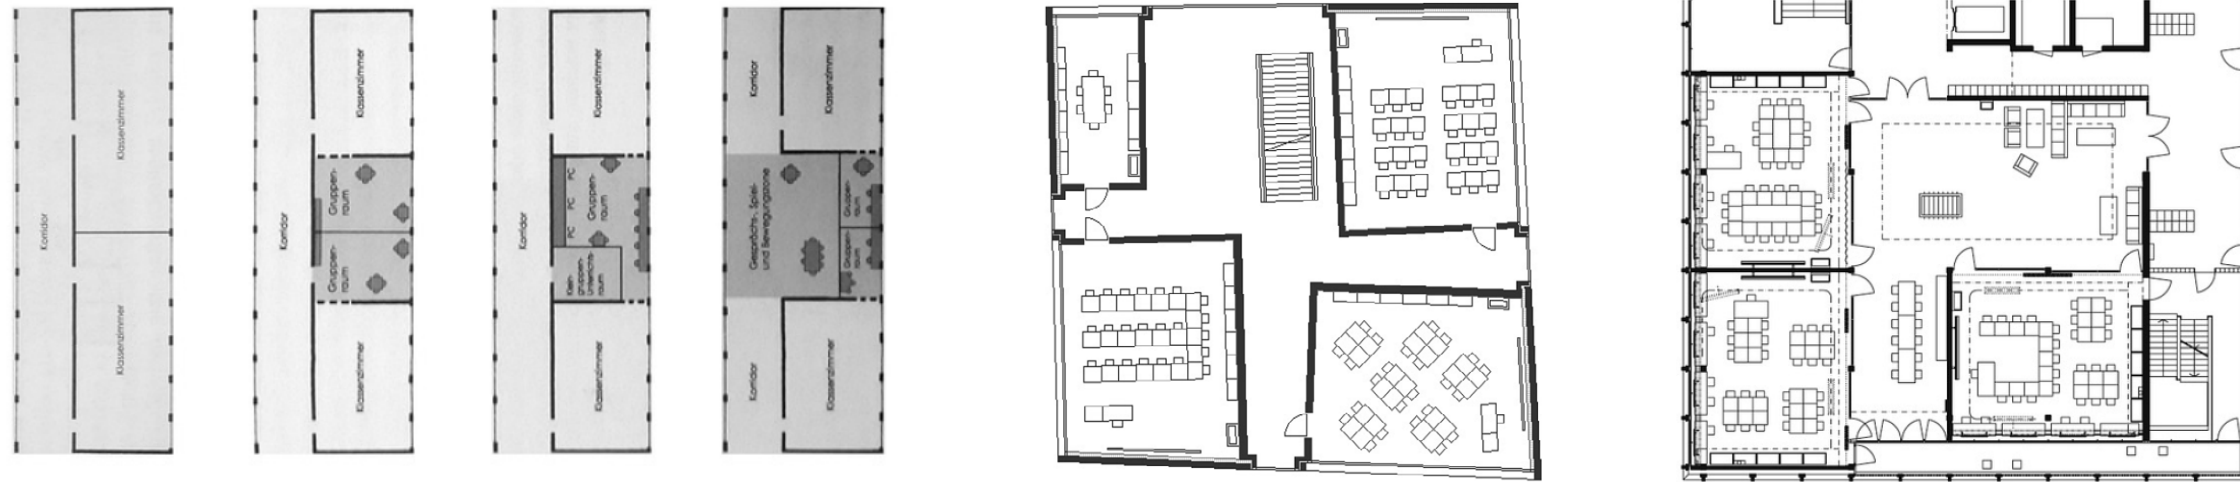 Korridor
Klassenzimmer
Klassenzimmer
Korridor
Klassenzimmer
Gruppen-
raum
Gruppen-
raum
Klassenzimmer
Korridor
Klassenzimmer
PC
PC
PC
Gruppen-
raum
Klein-
gruppen-
Unterrichts-
raum
Klassenzimmer
Korridor
Klassenzimmer
Gesprächs-, Spiel-
und Bewegungszone
Gruppen-
raum
Gruppen-
raum
Korridor
Klassenzimmer